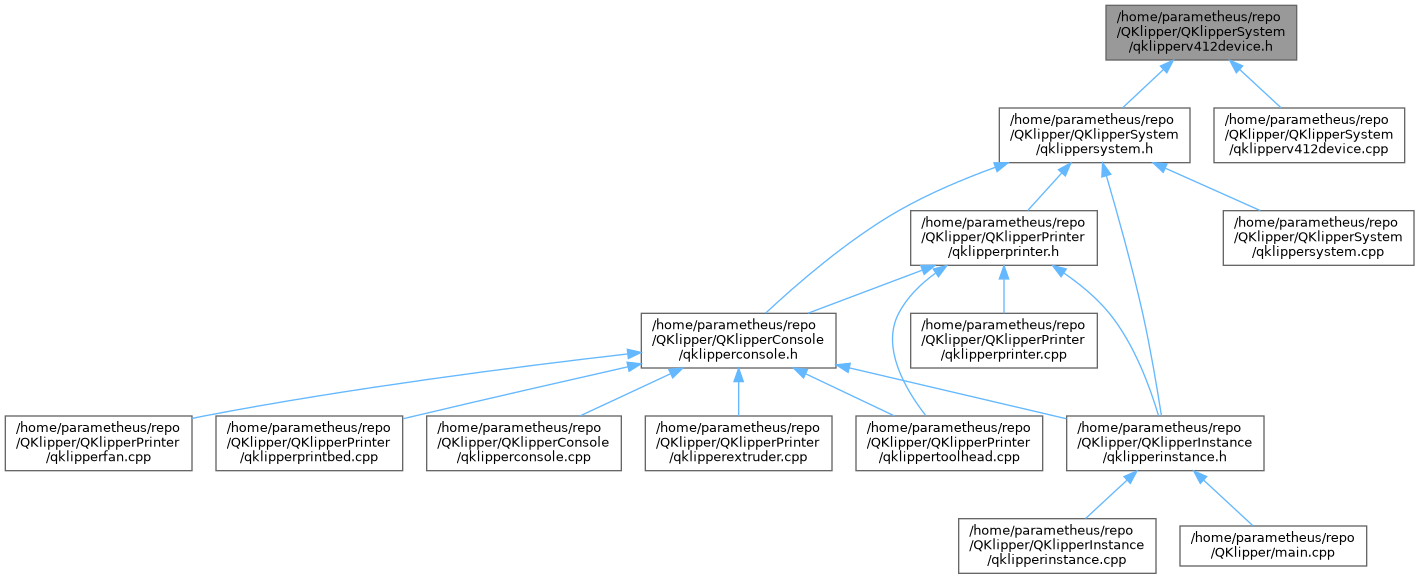 /home/parametheus/repo
/QKlipper/QKlipperSystem
/qklipperv412device.h
/home/parametheus/repo
/QKlipper/QKlipperSystem
/qklippersystem.h
/home/parametheus/repo
/QKlipper/QKlipperSystem
/qklipperv412device.cpp
/home/parametheus/repo
/QKlipper/QKlipperPrinter
/qklipperprinter.h
/home/parametheus/repo
/QKlipper/QKlipperSystem
/qklippersystem.cpp
/home/parametheus/repo
/QKlipper/QKlipperConsole
/qklipperconsole.h
/home/parametheus/repo
/QKlipper/QKlipperPrinter
/qklipperprinter.cpp
/home/parametheus/repo
/QKlipper/QKlipperPrinter
/qklipperfan.cpp
/home/parametheus/repo
/QKlipper/QKlipperPrinter
/qklipperprintbed.cpp
/home/parametheus/repo
/QKlipper/QKlipperConsole
/qklipperconsole.cpp
/home/parametheus/repo
/QKlipper/QKlipperPrinter
/qklipperextruder.cpp
/home/parametheus/repo
/QKlipper/QKlipperPrinter
/qklippertoolhead.cpp
/home/parametheus/repo
/QKlipper/QKlipperInstance
/qklipperinstance.h
/home/parametheus/repo
/QKlipper/QKlipperInstance
/qklipperinstance.cpp
/home/parametheus/repo
/QKlipper/main.cpp